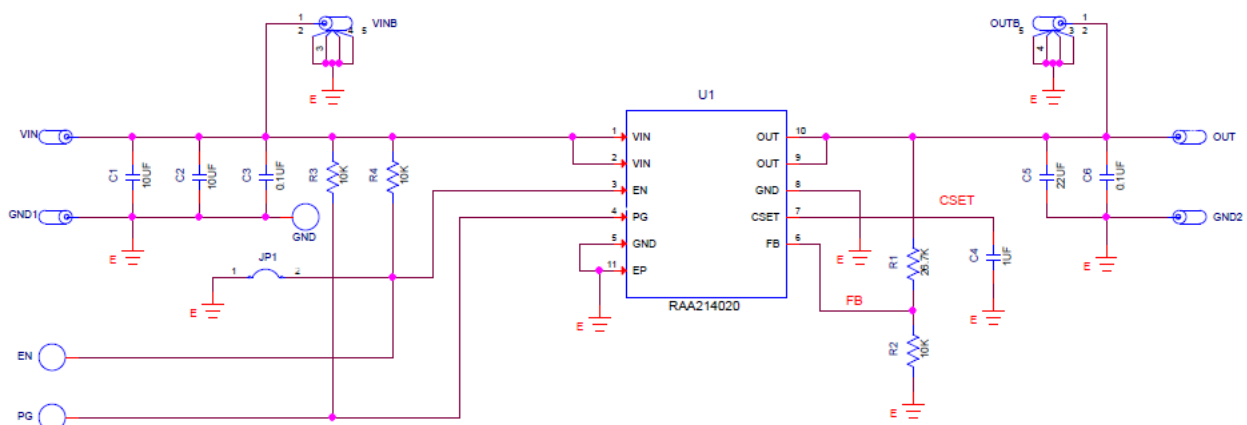 1
2
3
4
5
VINB
E
OUTB
5
4
3
1
2
E
U1
VIN
1
VIN
OUT
10
OUT
2
VIN
OUT
9
C1
10UF
C2
10UF
C3
0.1UF
R3
10K
R4
10K
3
EN
GND
8
C5
22UF
C6
0.1UF
CSET
GND1
GND
4
PG
CSET
7
GND2
E
5
GND
FB
6
E
R1
26.7K
C4
1UF
E
JP1
1
2
11
EP
E
RAA214020
FB
E
E
R2
10K
EN
E
PG